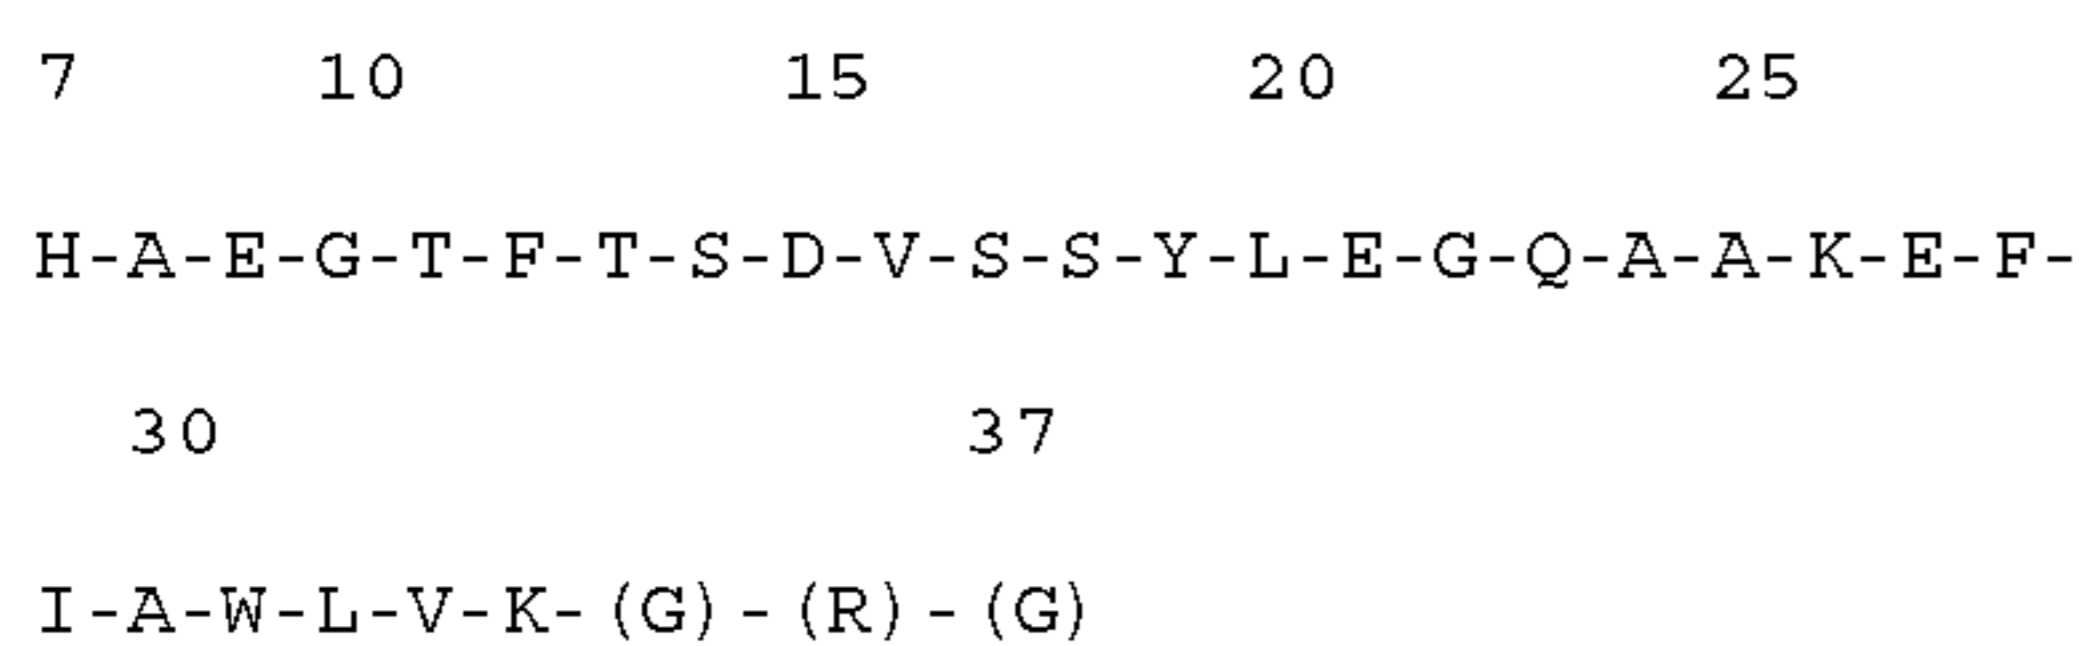 7 10 15 20 25
H-A-E-G-T-F-T-S-D-V-S-S-Y-L-E-G-Q-A-A-K-E-F-
30 37
I-A-W-L-V-K-(G)-(R)-(G)